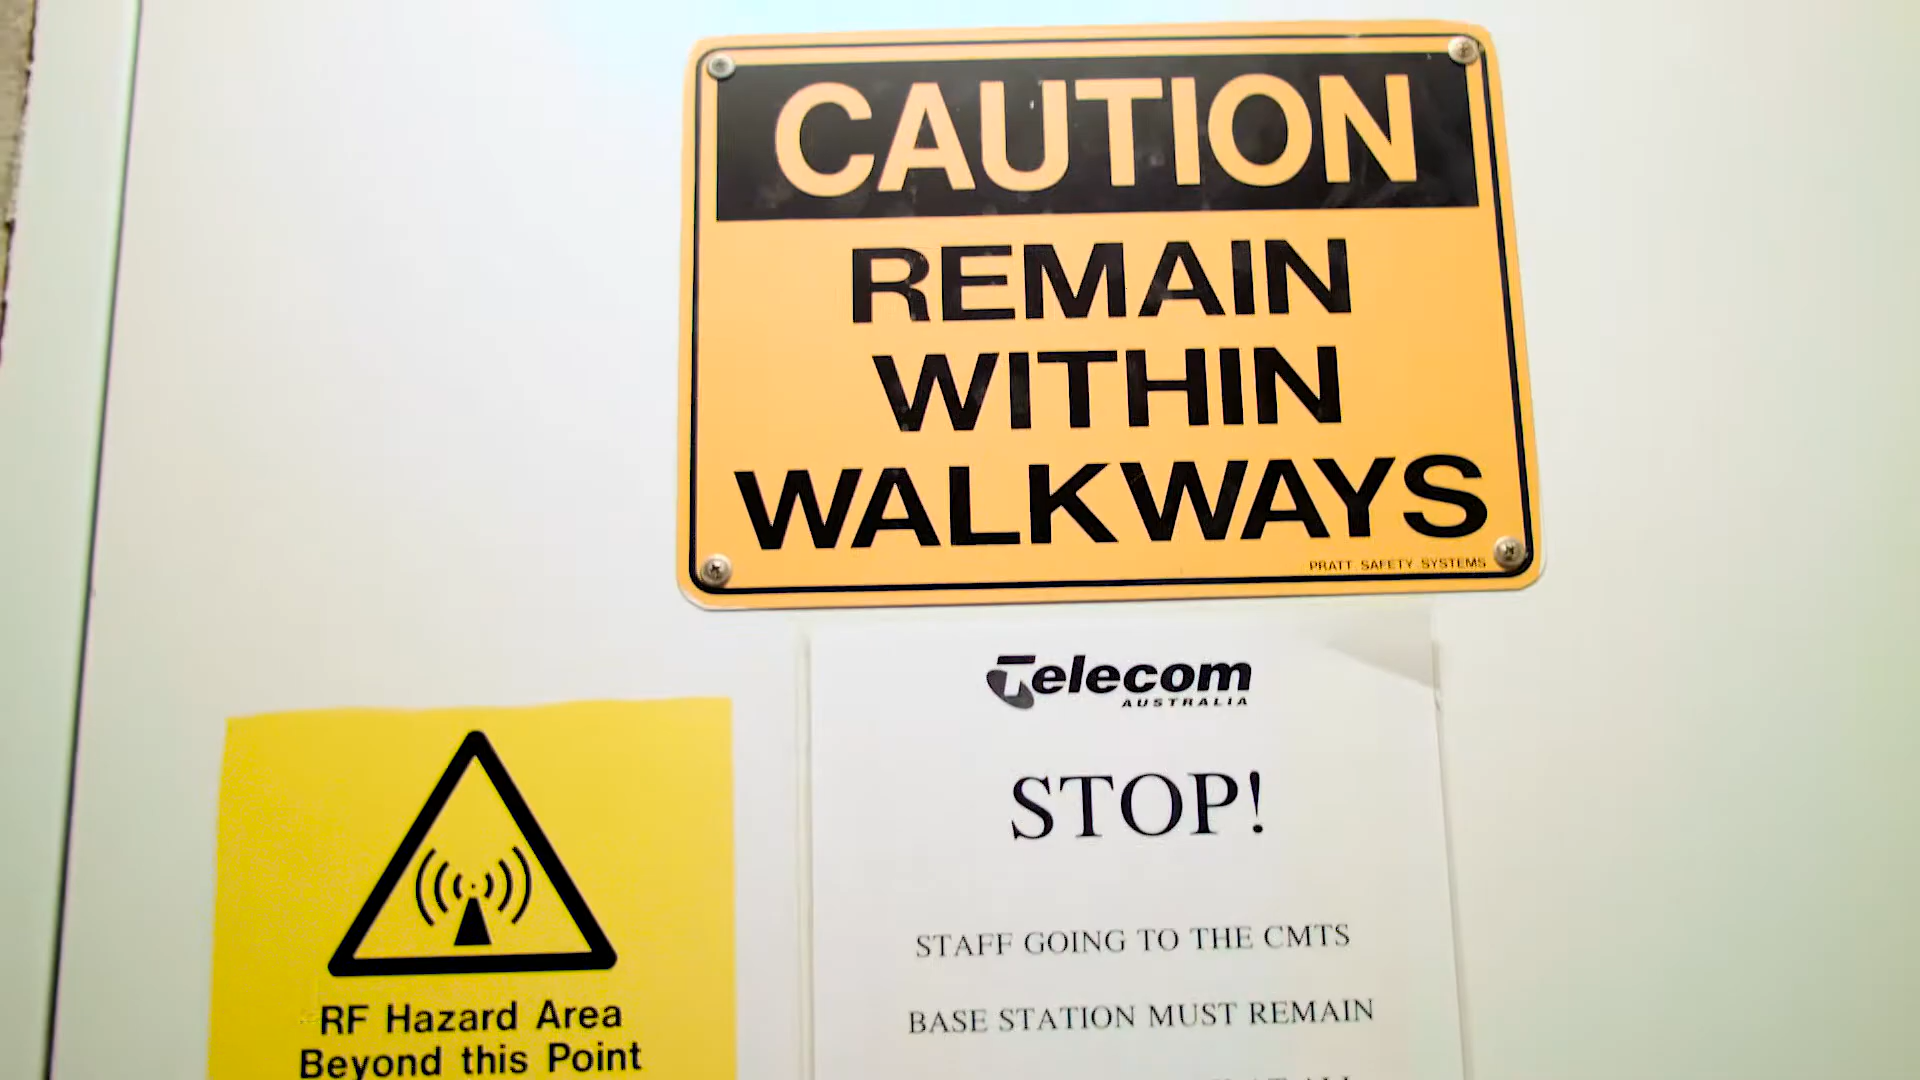 CAUTION
REMAIN
WITHIN
WALKWAYS
PRATT SAFETY SYSTEMS
Telecom
AUSTRALIA
STOP!
STAFF GOING TO THE CMTS
BASE STATION MUST REMAIN
RF Hazard Area
Beyond this Point